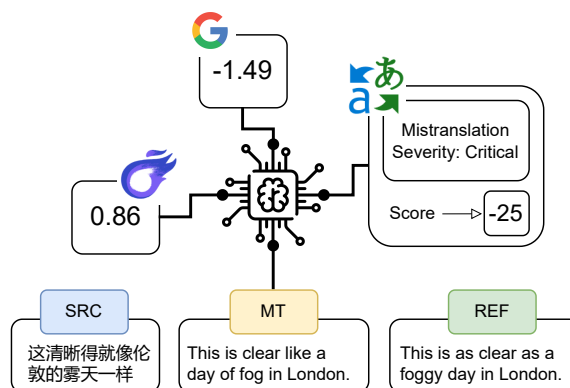 -1.49
あ
a
Mistranslation
Severity: Critical
0.86
Score
-25
SRC
MT
REF
这清晰得就像伦
敦的雾天一样
This is clear like a
day of fog in London.
This is as clear as a
foggy day in London.